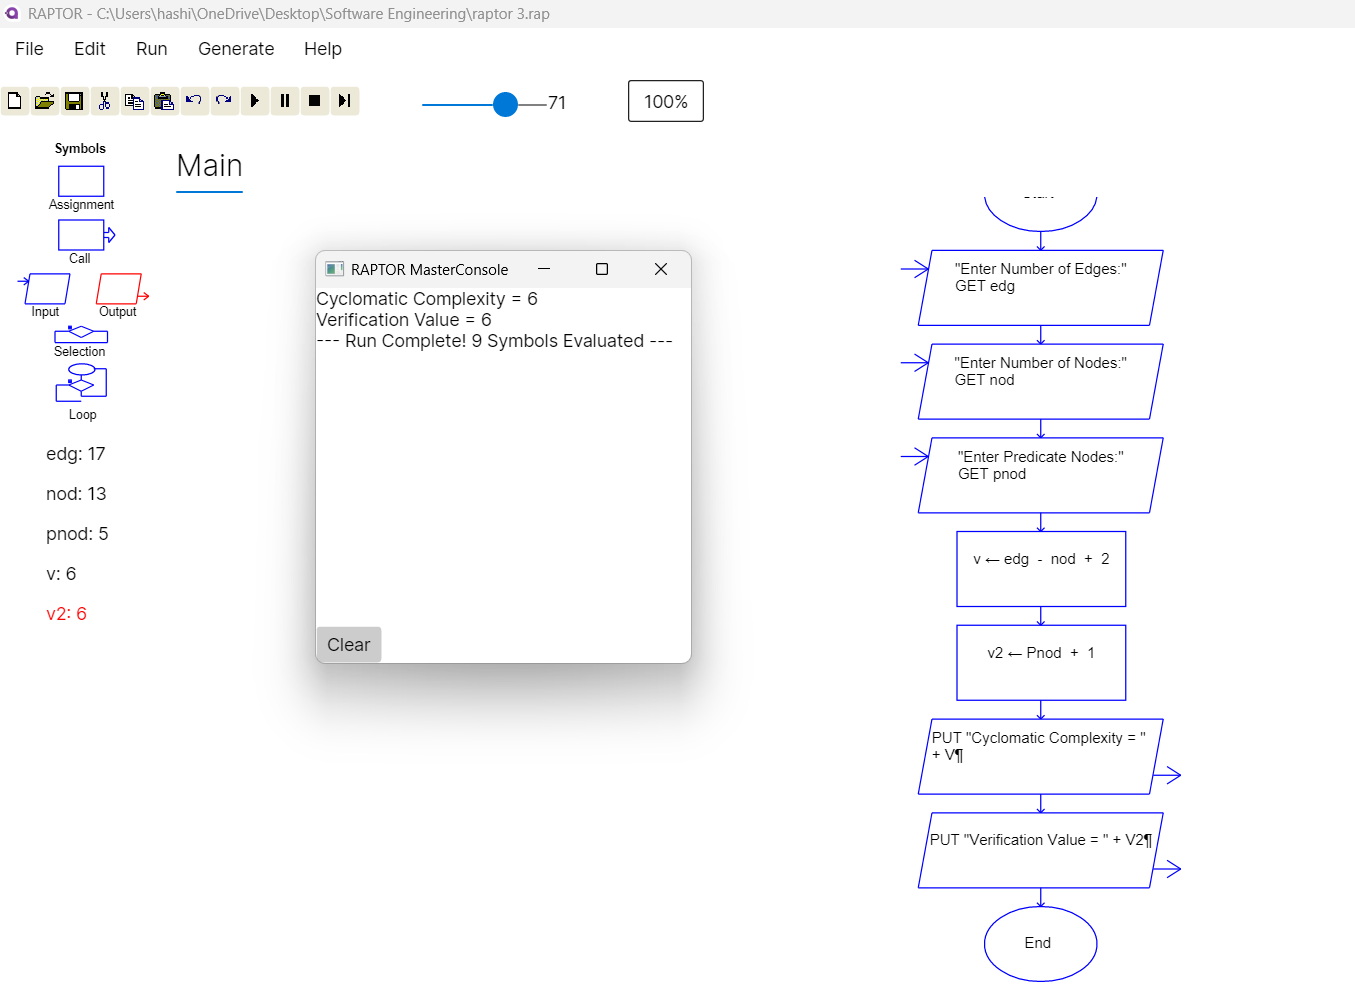 RAPTOR - C:\Users\hashi\OneDrive\Desktop\Software Engineering\raptor 3.rap
File Edit Run Generate Help
71
100%
Symbols
Assignment
Call
Input Output
Selection
Loop
edg: 17
nod: 13
pnod: 5
v: 6
v2: 6
Main
RAPTOR MasterConsole
Cyclomatic Complexity = 6
Verification Value = 6
--- Run Complete! 9 Symbols Evaluated ---
Clear
"Enter Number of Edges:"
GET edg
"Enter Number of Nodes:"
GET nod
"Enter Predicate Nodes:"
GET pnod
v ← edg - nod + 2
v2 ← Pnod + 1
PUT "Cyclomatic Complexity = "
+ V¶
PUT "Verification Value = " + V2¶
End